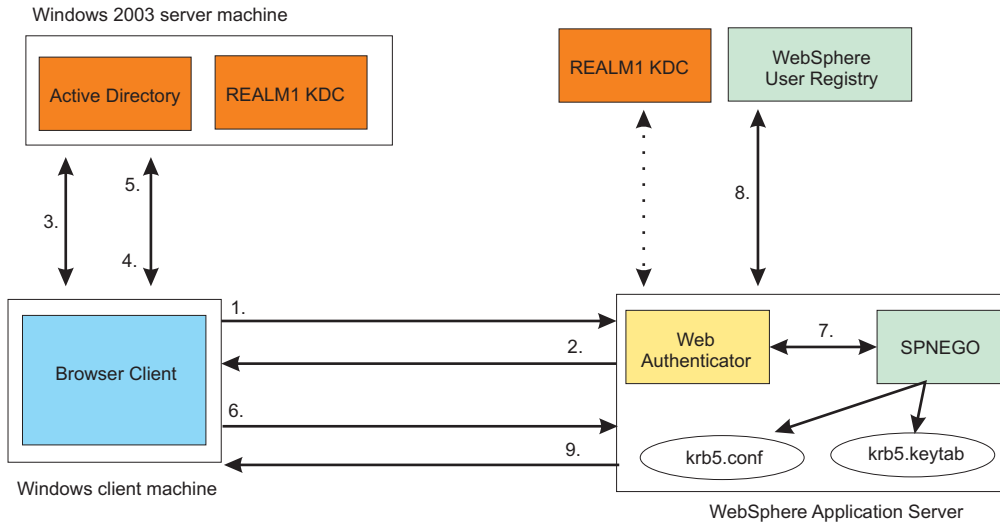 Windows 2003 server machine
Active Directory
REALM1 KDC
REALM1 KDC
WebSphere
User Registry
3.
5.
4.
8.
1.
2.
6.
9.
Browser Client
Windows client machine
Web
Authenticator
7.
SPNEGO
krb5.conf
krb5.keytab
WebSphere Application Server